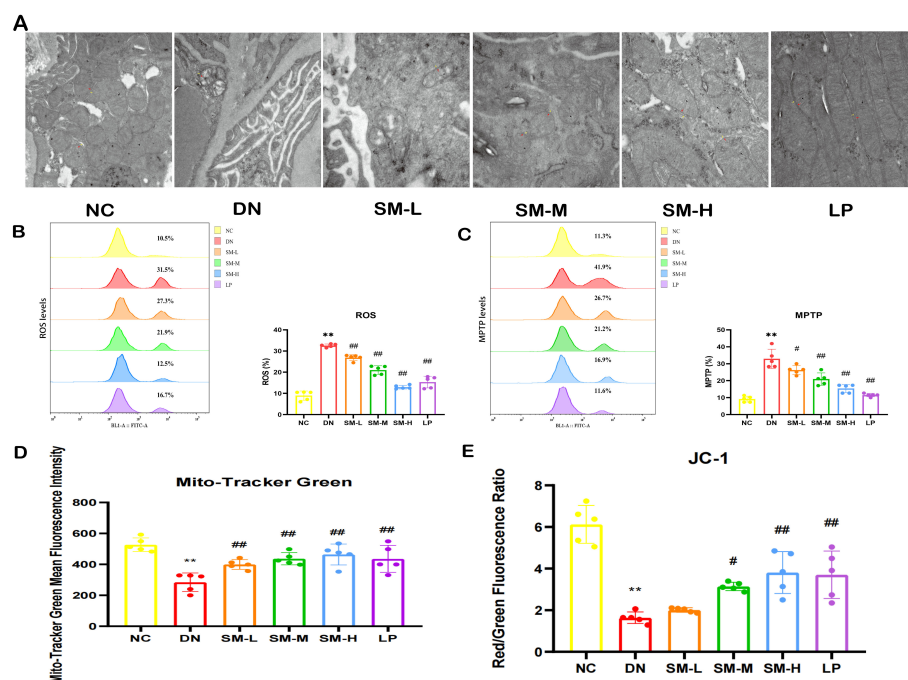 A
NC DN SM-L SM-M SM-H LP
B
ROS levels
10.5%
31.5%
27.3%
21.9%
12.5%
16.7%
BL1-A :: FITC-A
NC
DN
SM-L
SM-M
SM-H
LP
ROS
ROS (%)
40
30
20
10
0
** ## ## ## ##
NC DN SM-L SM-M SM-H LP
C
MPTP levels
11.3%
41.9%
26.7%
21.2%
16.9%
11.6%
BL1-A :: FITC-A
NC
DN
SM-L
SM-M
SM-H
LP
MPTP
MPTP (%)
50
40
30
20
10
0
** # ## ## ##
NC DN SM-L SM-M SM-H LP
D
Mito-Tracker Green
Mito-Tracker Green Mean Fluorescence Intensity
800
600
400
200
0
** ## ## ## ##
NC DN SM-L SM-M SM-H LP
E
JC-1
Red/Green Fluorescence Ratio
8
6
4
2
0
** # ## ##
NC DN SM-L SM-M SM-H LP